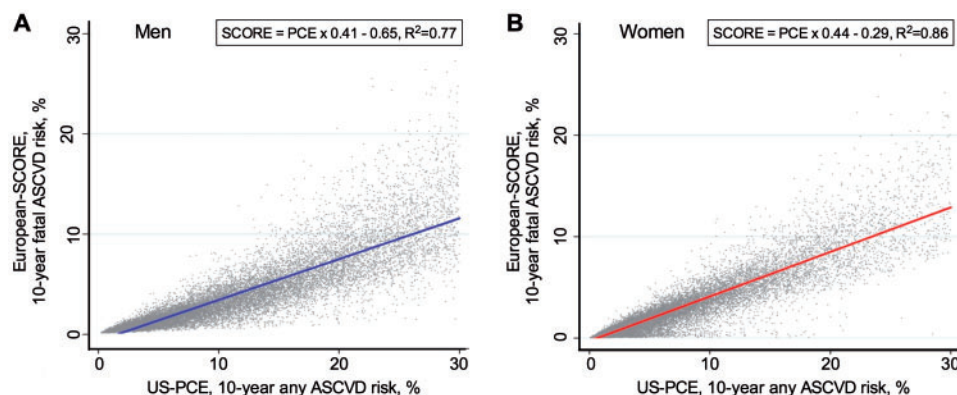 A
Men
SCORE = PCE x 0.41 - 0.65, R²=0.77
30
20
10
0
European-SCORE,
10-year fatal ASCVD risk, %
0
10
20
30
US-PCE, 10-year any ASCVD risk, %
B
Women
SCORE = PCE x 0.44 - 0.29, R²=0.86
30
20
10
0
European-SCORE,
10-year fatal ASCVD risk, %
0
10
20
30
US-PCE, 10-year any ASCVD risk, %